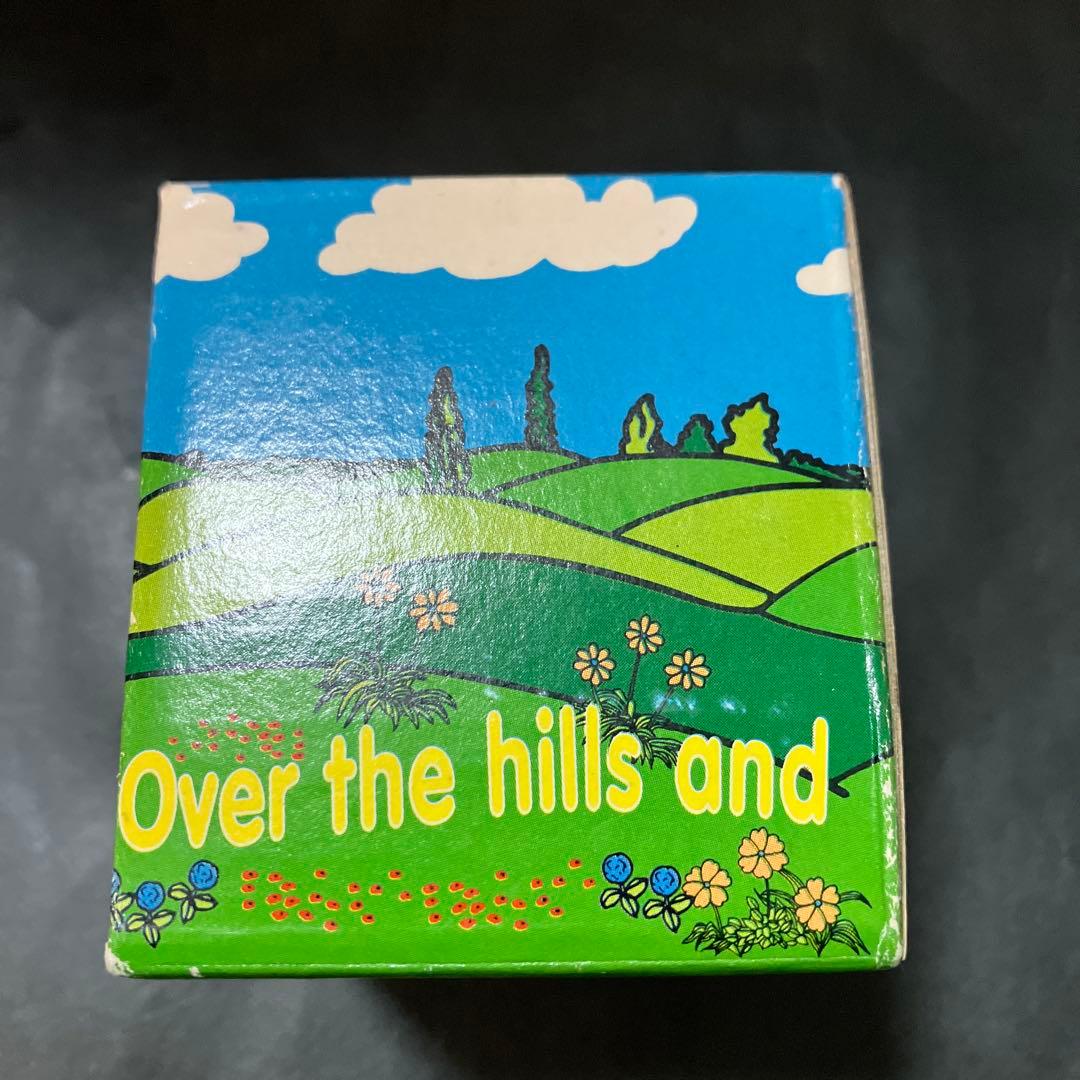 Over the hills and